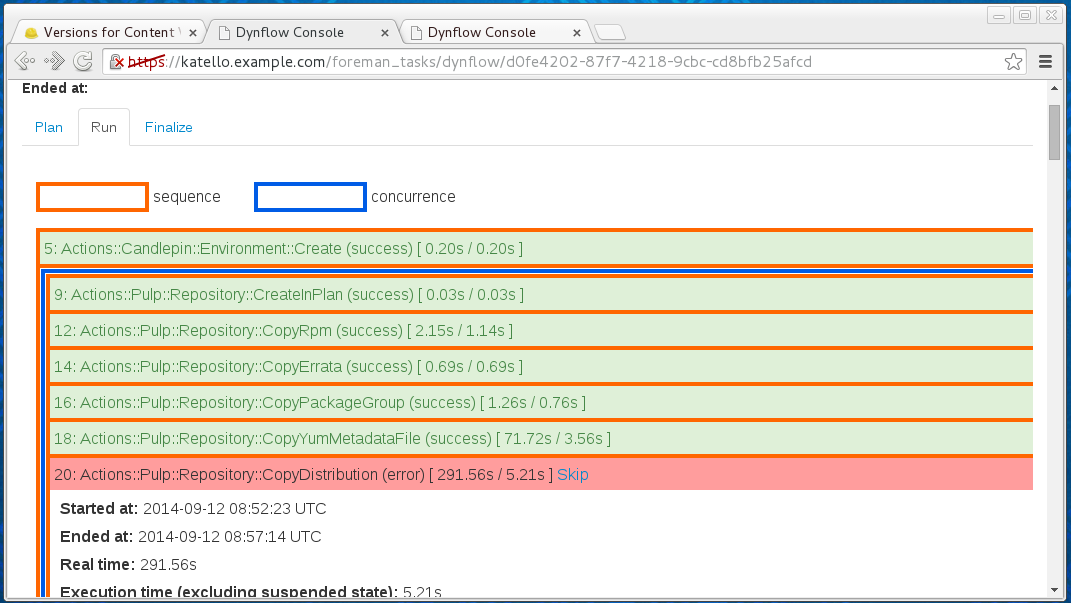 Versions for Content V
Dynflow Console
Dynflow Console
https://katello.example.com/foreman_tasks/dynflow/d0fe4202-87f7-4218-9cbc-cd8bfb25afcd
Ended at:
Plan
Run
Finalize
sequence
concurrence
5: Actions::Candlepin::Environment::Create (success) [ 0.20s / 0.20s ]
9: Actions::Pulp::Repository::CreateInPlan (success) [ 0.03s / 0.03s ]
12: Actions::Pulp::Repository::CopyRpm (success) [ 2.15s / 1.14s ]
14: Actions::Pulp::Repository::CopyErrata (success) [ 0.69s / 0.69s ]
16: Actions::Pulp::Repository::CopyPackageGroup (success) [ 1.26s / 0.76s ]
18: Actions::Pulp::Repository::CopyYumMetadataFile (success) [ 71.72s / 3.56s ]
20: Actions::Pulp::Repository::CopyDistribution (error) [ 291.56s / 5.21s ] Skip
Started at: 2014-09-12 08:52:23 UTC
Ended at: 2014-09-12 08:57:14 UTC
Real time: 291.56s
Execution time (excluding suspended state): 5.21s